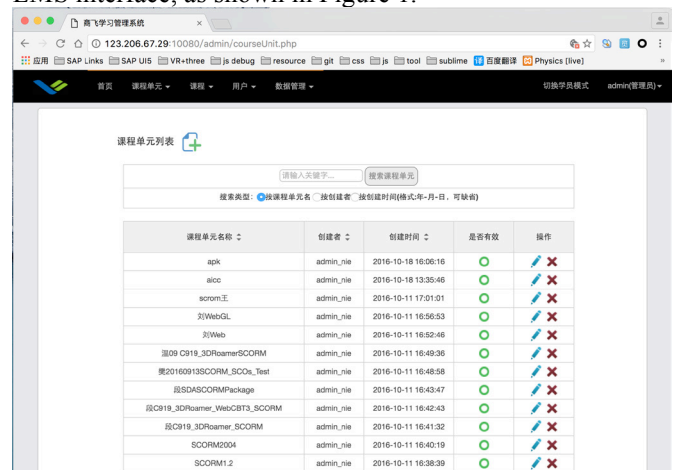 LMS interface, as shown in Figure 1.
商飞学习管理系统
123.206.67.29:10080/admin/courseUnit.php
应用 SAP Links SAP UI5 VR+three js debug resource git css js tool sublime 百度翻译 Physics [live]
首页 课程单元 课程 用户 数据管理 切换学员模式 admin(管理员)
课程单元列表
请输入关键字... 搜索课程单元
搜索类型: 按课程单元名 按创建者 按创建时间(格式:年-月-日, 可缺省)
课程单元名称 创建者 创建时间 是否有效 操作
apk admin_nie 2016-10-18 16:06:16
aicc admin_nie 2016-10-18 13:35:46
scrom王 admin_nie 2016-10-11 17:01:01
刘WebGL admin_nie 2016-10-11 16:56:53
刘Web admin_nie 2016-10-11 16:52:46
温09 C919_3DRoamerSCORM admin_nie 2016-10-11 16:49:36
樊20160913SCORM_SCOs_Test admin_nie 2016-10-11 16:48:58
段SDASCORMPackage admin_nie 2016-10-11 16:43:47
段C919_3DRoamer_WebCBT3_SCORM admin_nie 2016-10-11 16:42:43
段C919_3DRoamer_SCORM admin_nie 2016-10-11 16:41:32
SCORM2004 admin_nie 2016-10-11 16:40:19
SCORM1.2 admin_nie 2016-10-11 16:38:39